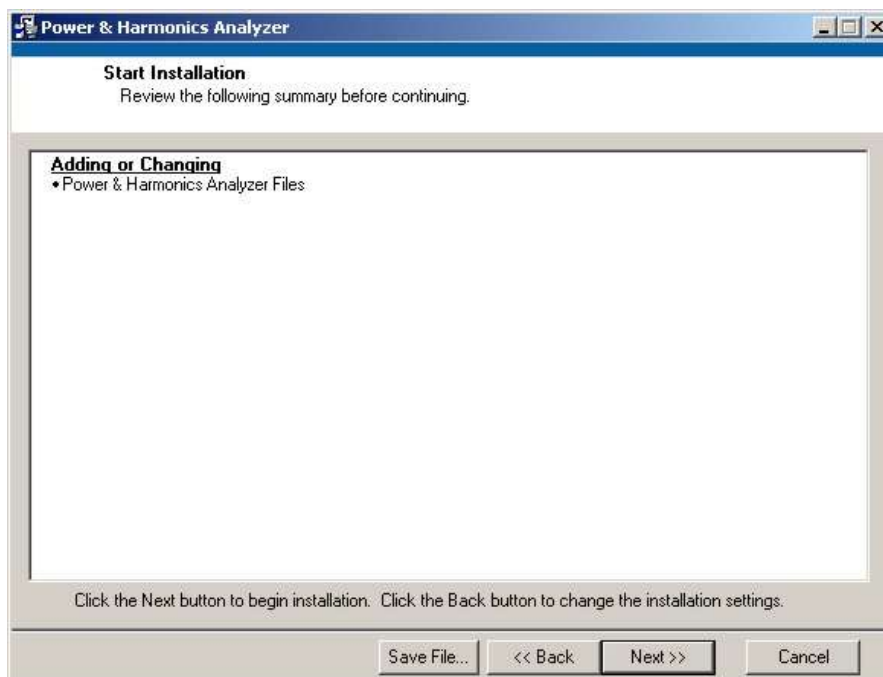 Power & Harmonics Analyzer
Start Installation
Review the following summary before continuing.
Adding or Changing
• Power & Harmonics Analyzer Files
Click the Next button to begin installation. Click the Back button to change the installation settings.
Save File... << Back Next >> Cancel